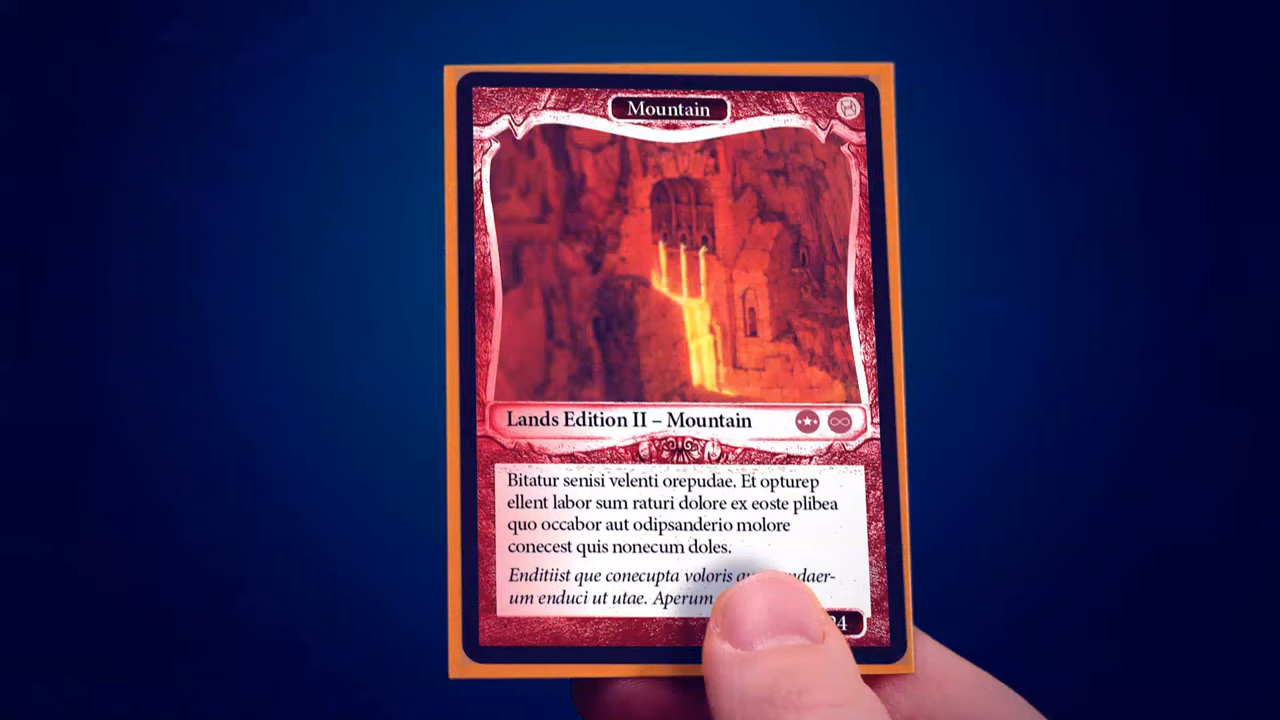 Mountain
Lands Edition II – Mountain
Bitatur senisi velenti orepudae. Et opturep
ellent labor sum raturi dolore ex eoste plibea
quo occabor aut odipsanderio molore
conecest quis nonecum doles.
Enditiist que conecupta voloris
um enduci ut utae. Aperum